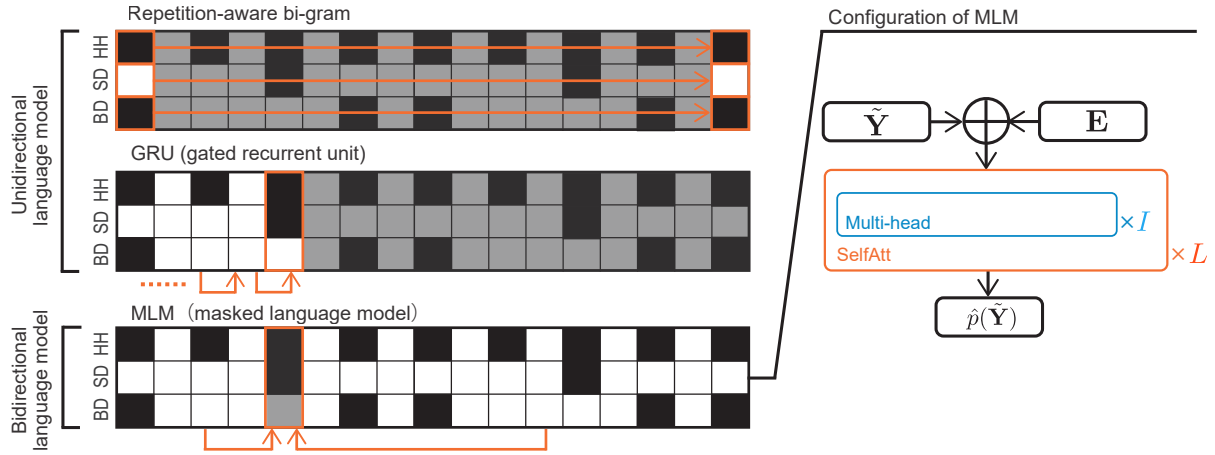 Repetition-aware bi-gram
Unidirectional
language model
HH
SD
BD
GRU (gated recurrent unit)
HH
SD
BD
MLM（masked language model）
Bidirectional
language model
HH
SD
BD
Configuration of MLM
Ỹ
E
Multi-head
×I
SelfAtt
×L
p̂(Ỹ)